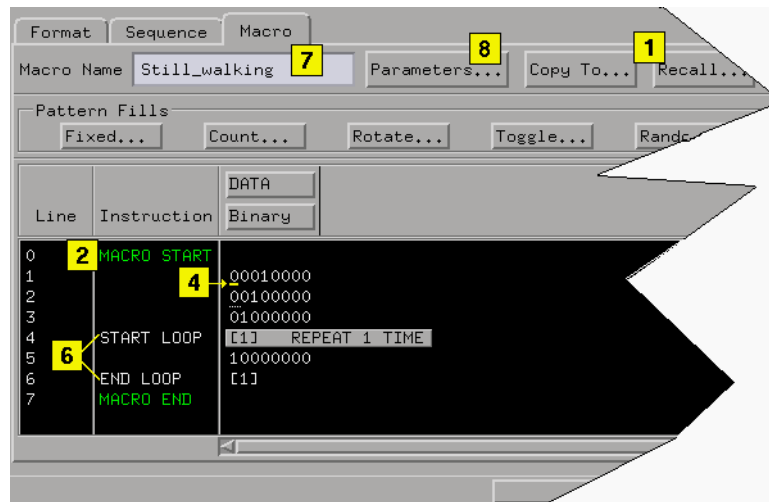 Format Sequence Macro
Macro Name Still_walking 7 Parameters... 8 Copy To... 1 Recall...
Pattern Fills
Fixed... Count... Rotate... Toggle...
DATA
Line Instruction Binary
0 2 MACRO START
1 4 00010000
2 00100000
3 01000000
4 START LOOP [1] REPEAT 1 TIME
5 6 10000000
6 END LOOP [1]
7 MACRO END